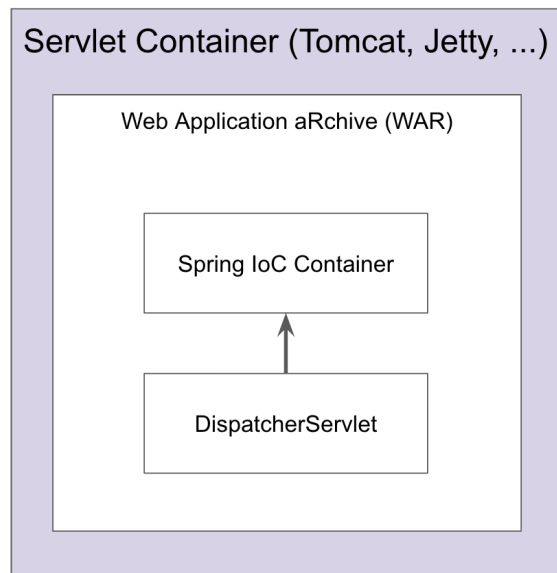 Servlet Container (Tomcat, Jetty, ...)
Web Application aRchive (WAR)
Spring IoC Container
DispatcherServlet